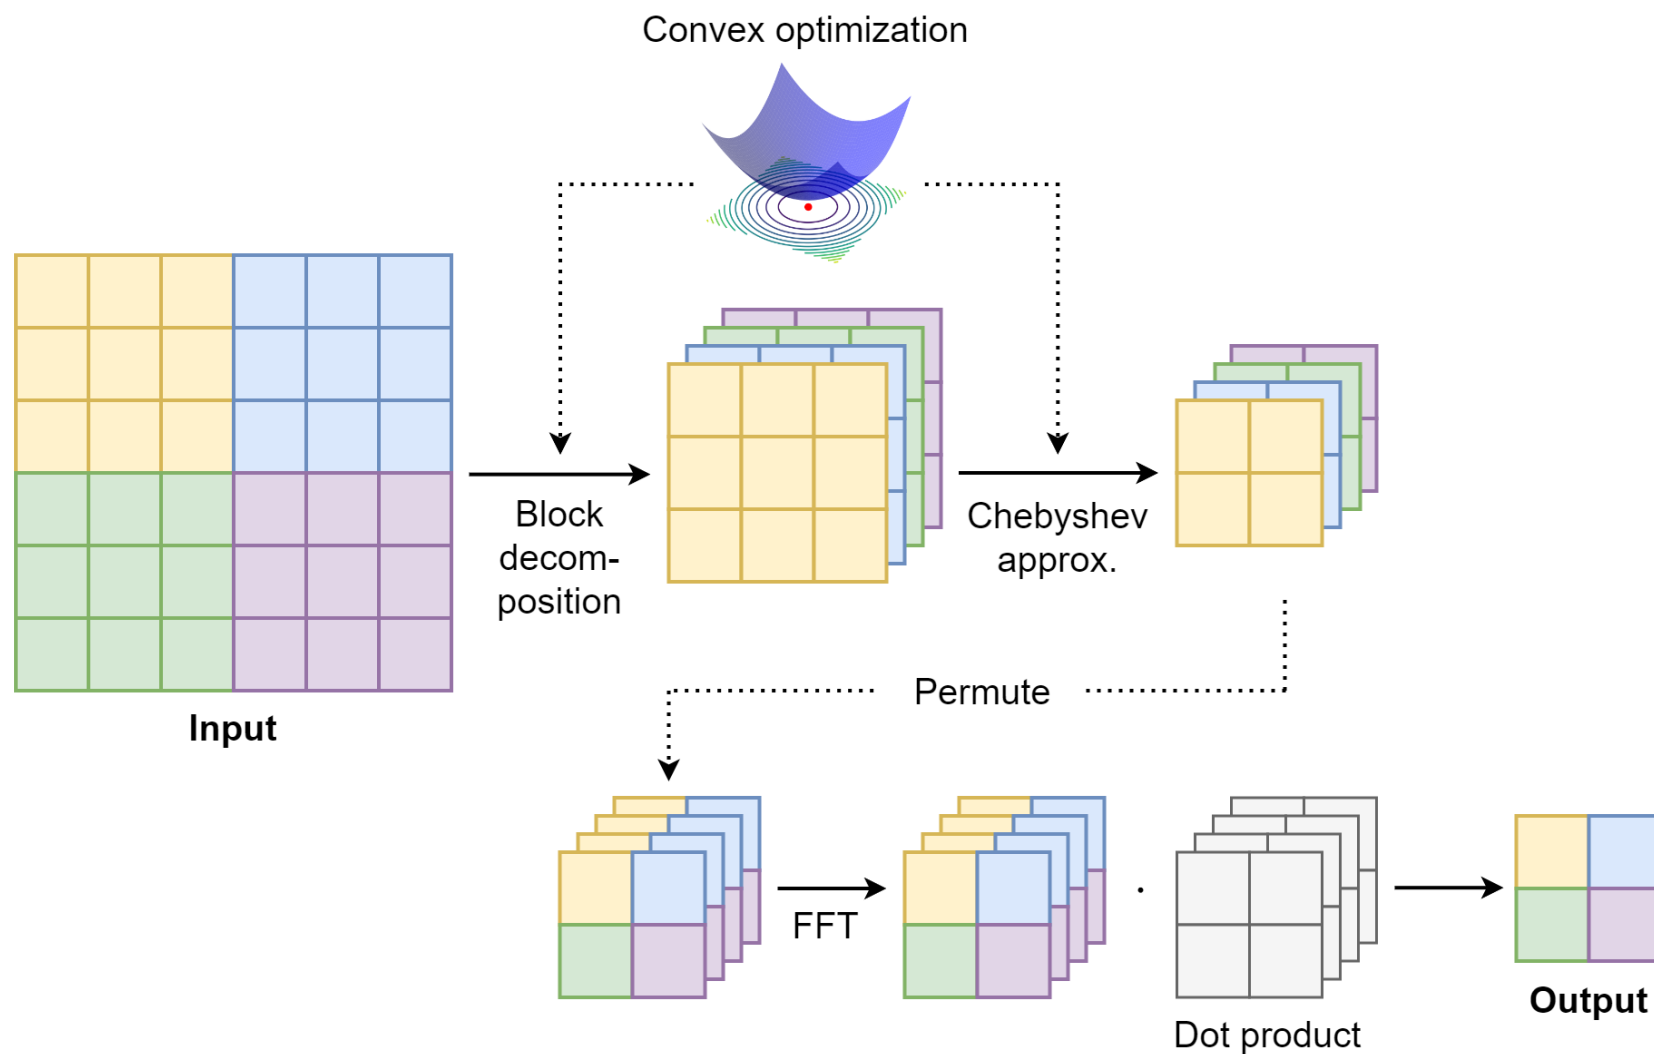 Convex optimization
Block
decom-
position
Chebyshev
approx.
Input
Permute
FFT
·
Dot product
Output